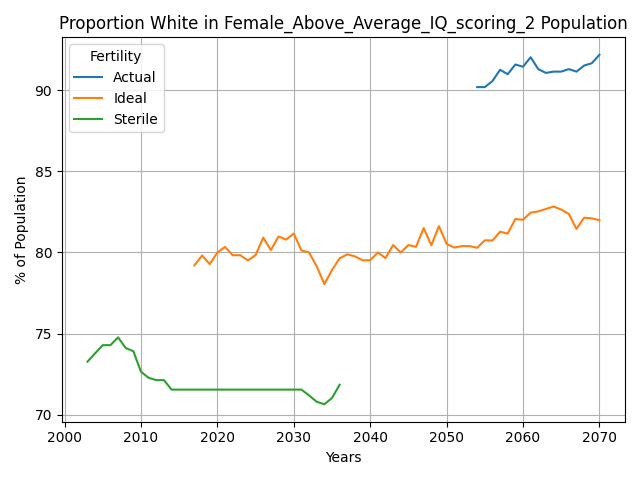 Proportion White in Female_Above_Average_IQ_scoring_2 Population
Fertility
Actual
Ideal
Sterile
% of Population
90
85
80
75
70
2000 2010 2020 2030 2040 2050 2060 2070
Years